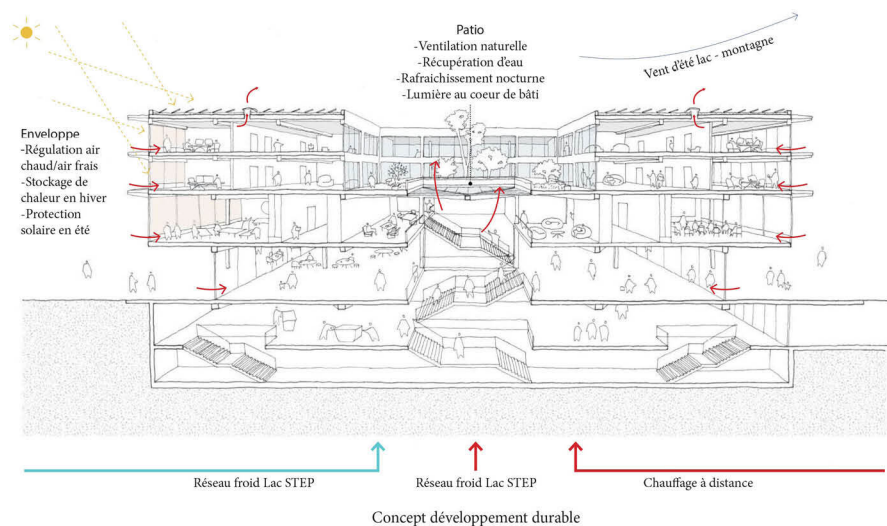 Patio
-Ventilation naturelle
-Récupération d'eau
-Rafraichissement nocturne
-Lumière au coeur de bâti
Vent d'été lac - montagne
Enveloppe
-Régulation air
chaud/air frais
-Stockage de
chaleur en hiver
-Protection
solaire en été
Réseau froid Lac STEP
Réseau froid Lac STEP
Chauffage à distance
Concept développement durable